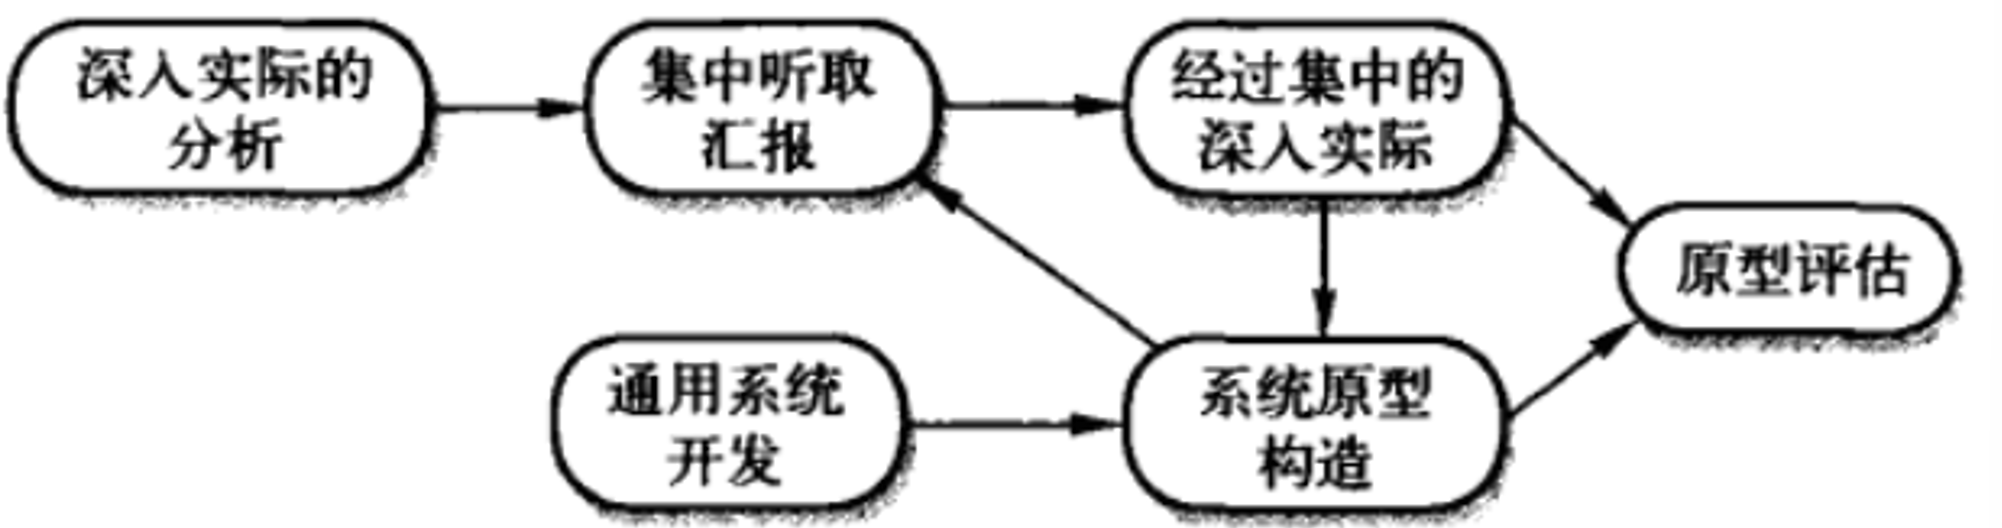 深入实际的
分析
集中听取
汇报
经过集中的
深入实际
原型评估
通用系统
开发
系统原型
构造